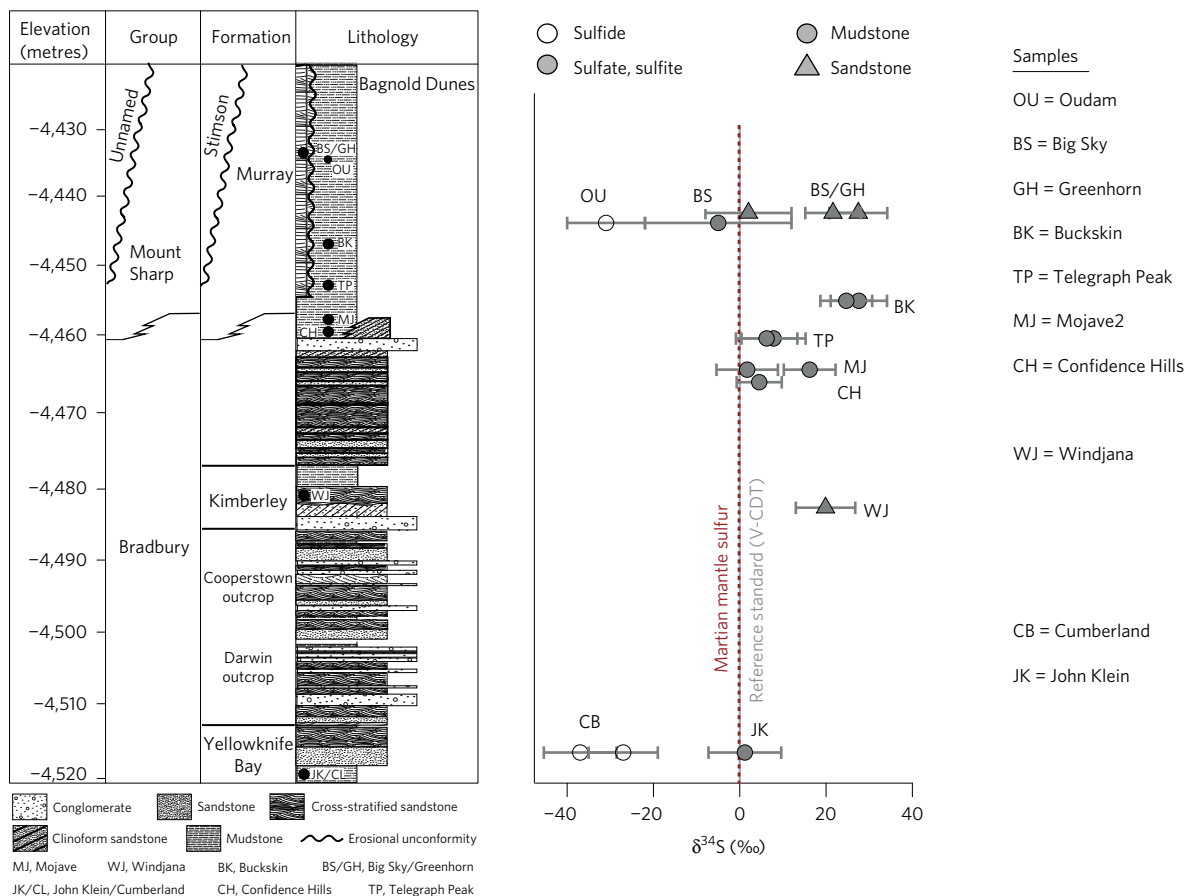 Elevation
(metres)
Group
Formation
Lithology
Bagnold Dunes
−4,430
−4,440
−4,450
−4,460
−4,470
−4,480
−4,490
−4,500
−4,510
−4,520
Unnamed
Mount
Sharp
Bradbury
Stimson
Murray
Kimberley
Cooperstown
outcrop
Darwin
outcrop
Yellowknife
Bay
BS/GH
OU
BK
TP
MJ
CH
WJ
JK/CL
Conglomerate
Sandstone
Cross-stratified sandstone
Clinoform sandstone
Mudstone
Erosional unconformity
MJ, Mojave
WJ, Windjana
BK, Buckskin
BS/GH, Big Sky/Greenhorn
JK/CL, John Klein/Cumberland
CH, Confidence Hills
TP, Telegraph Peak
Sulfide
Sulfate, sulfite
Mudstone
Sandstone
OU
BS
BS/GH
BK
TP
MJ
CH
WJ
CB
JK
Martian mantle sulfur
Reference standard (V-CDT)
−40
−20
0
20
40
δ³⁴S (‰)
Samples
OU = Oudam
BS = Big Sky
GH = Greenhorn
BK = Buckskin
TP = Telegraph Peak
MJ = Mojave2
CH = Confidence Hills
WJ = Windjana
CB = Cumberland
JK = John Klein